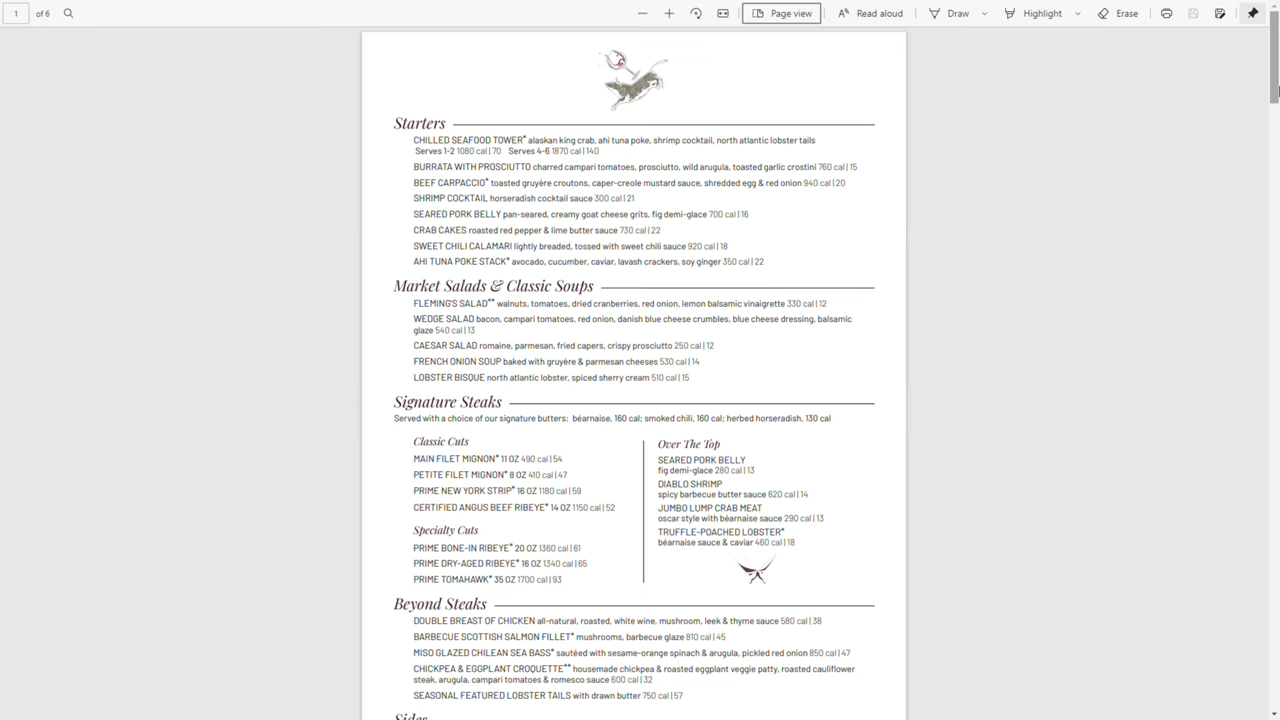 1 of 6 Page view Read aloud Draw Highlight Erase
Starters
CHILLED SEAFOOD TOWER* alaskan king crab, ahi tuna poke, shrimp cocktail, north atlantic lobster tails
Serves 1-2 1080 cal | 70 Serves 4-6 1870 cal | 140
BURRATA WITH PROSCIUTTO charred campari tomatoes, prosciutto, wild arugula, toasted garlic crostini 760 cal | 15
BEEF CARPACCIO* toasted gruyère croutons, caper-creole mustard sauce, shredded egg & red onion 940 cal | 20
SHRIMP COCKTAIL horseradish cocktail sauce 300 cal | 21
SEARED PORK BELLY pan-seared, creamy goat cheese grits, fig demi-glace 700 cal | 16
CRAB CAKES roasted red pepper & lime butter sauce 730 cal | 22
SWEET CHILI CALAMARI lightly breaded, tossed with sweet chili sauce 920 cal | 18
AHI TUNA POKE STACK* avocado, cucumber, caviar, lavash crackers, soy ginger 350 cal | 22
Market Salads & Classic Soups
FLEMING'S SALAD** walnuts, tomatoes, dried cranberries, red onion, lemon balsamic vinaigrette 330 cal | 12
WEDGE SALAD bacon, campari tomatoes, red onion, danish blue cheese crumbles, blue cheese dressing, balsamic
glaze 540 cal | 13
CAESAR SALAD romaine, parmesan, fried capers, crispy prosciutto 250 cal | 12
FRENCH ONION SOUP baked with gruyère & parmesan cheeses 530 cal | 14
LOBSTER BISQUE north atlantic lobster, spiced sherry cream 510 cal | 15
Signature Steaks
Served with a choice of our signature butters: béarnaise, 160 cal; smoked chili, 160 cal; herbed horseradish, 130 cal
Classic Cuts
MAIN FILET MIGNON* 11 OZ 490 cal | 54
PETITE FILET MIGNON* 8 OZ 410 cal | 47
PRIME NEW YORK STRIP* 16 OZ 1180 cal | 59
CERTIFIED ANGUS BEEF RIBEYE* 14 OZ 1150 cal | 52
Specialty Cuts
PRIME BONE-IN RIBEYE* 20 OZ 1360 cal | 61
PRIME DRY-AGED RIBEYE* 16 OZ 1340 cal | 65
PRIME TOMAHAWK* 35 OZ 1700 cal | 93
Over The Top
SEARED PORK BELLY
fig demi-glace 280 cal | 13
DIABLO SHRIMP
spicy barbecue butter sauce 620 cal | 14
JUMBO LUMP CRAB MEAT
oscar style with béarnaise sauce 290 cal | 13
TRUFFLE-POACHED LOBSTER*
béarnaise sauce & caviar 460 cal | 18
Beyond Steaks
DOUBLE BREAST OF CHICKEN all-natural, roasted, white wine, mushroom, leek & thyme sauce 580 cal | 38
BARBECUE SCOTTISH SALMON FILLET* mushrooms, barbecue glaze 810 cal | 45
MISO GLAZED CHILEAN SEA BASS* sautéed with sesame-orange spinach & arugula, pickled red onion 850 cal | 47
CHICKPEA & EGGPLANT CROQUETTE** housemade chickpea & roasted eggplant veggie patty, roasted cauliflower
steak, arugula, campari tomatoes & romesco sauce 600 cal | 32
SEASONAL FEATURED LOBSTER TAILS with drawn butter 750 cal | 57
Sides